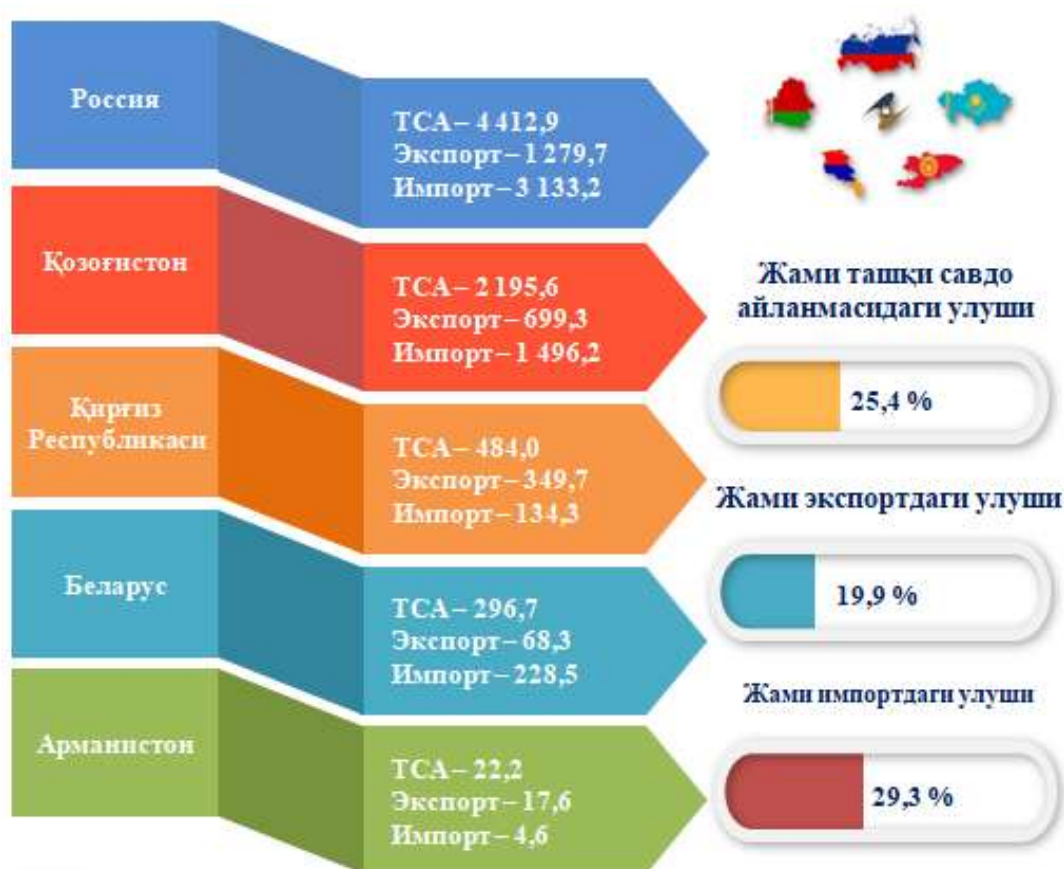 Россия
ТСА – 4 412,9
Экспорт – 1 279,7
Импорт – 3 133,2
Қозоғистон
ТСА – 2 195,6
Экспорт – 699,3
Импорт – 1 496,2
Қирғиз
Республикаси
ТСА – 484,0
Экспорт – 349,7
Импорт – 134,3
Беларус
ТСА – 296,7
Экспорт – 68,3
Импорт – 228,5
Арманистон
ТСА – 22,2
Экспорт – 17,6
Импорт – 4,6
Жами ташқи савдо
айланмасидаги улуши
25,4 %
Жами экспортдаги улуши
19,9 %
Жами импортдаги улуши
29,3 %